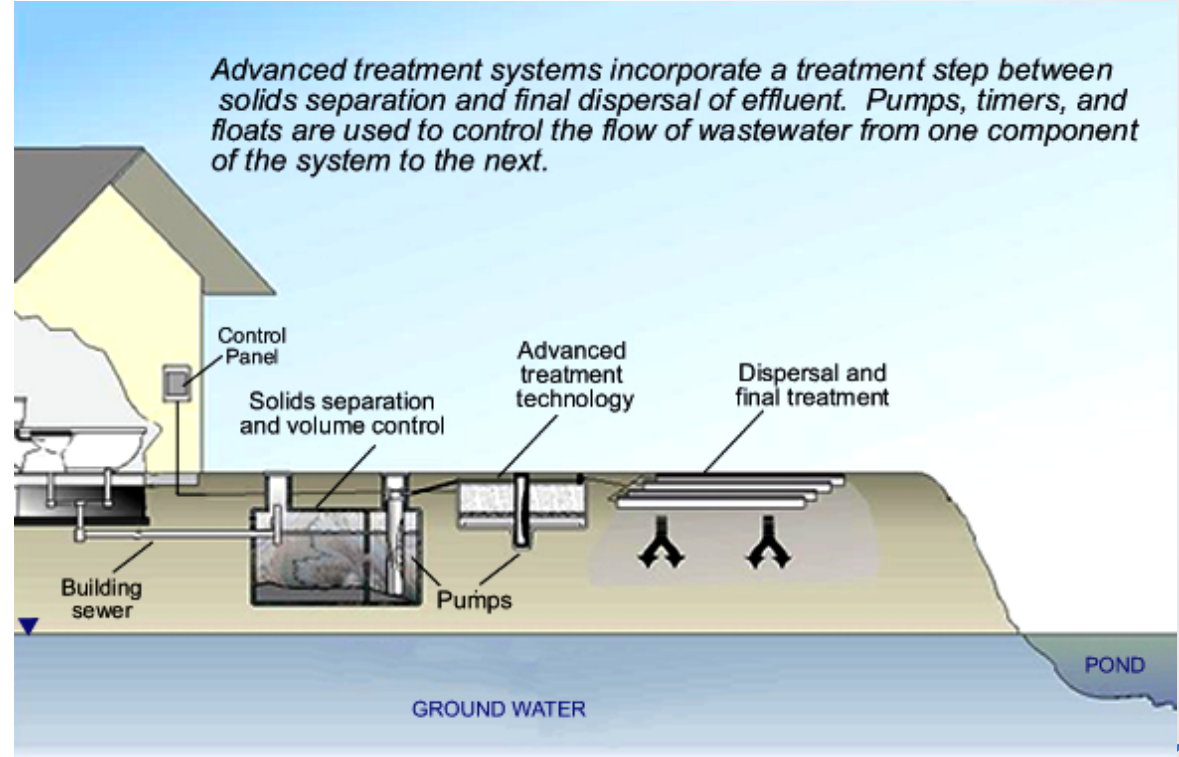 Advanced treatment systems incorporate a treatment step between
solids separation and final dispersal of effluent. Pumps, timers, and
floats are used to control the flow of wastewater from one component
of the system to the next.
Control
Panel
Advanced
treatment
technology
Dispersal and
final treatment
Solids separation
and volume control
Building
sewer
Pumps
POND
GROUND WATER